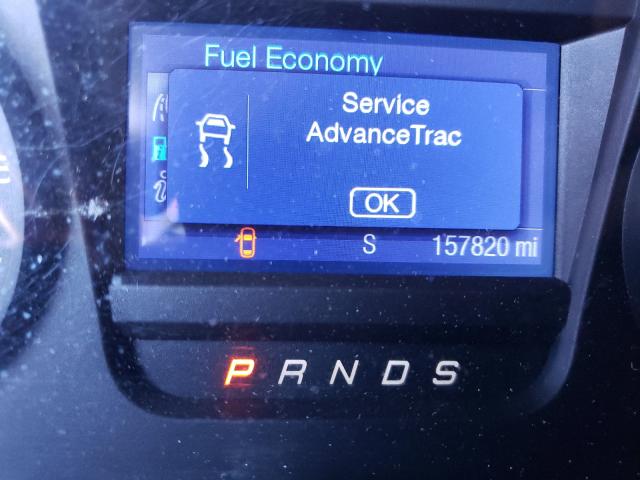 Fuel Economy
Service
AdvanceTrac
OK
S 157820 mi
P R N D S